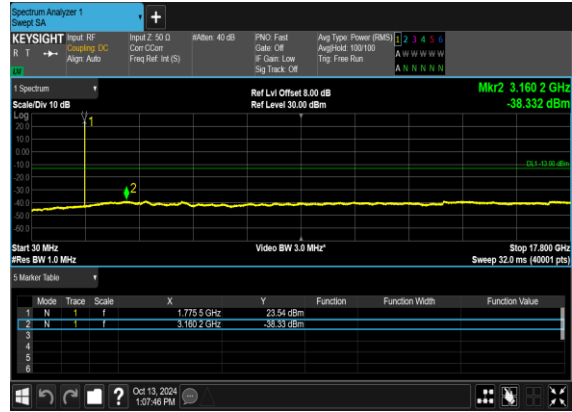 Spectrum Analyzer 1
Swept SA
+
KEYSIGHT Input: RF Input Z: 50 Ω #Atten: 40 dB PNO: Fast Avg Type: Power (RMS) 1 2 3 4 5 6
R T Coupling: DC Corr CCorr Gate: Off Avg|Hold: 100/100 A W W W W W
Align: Auto Freq Ref: Int (S) IF Gain: Low Trig: Free Run
Sig Track: Off A N N N N N
1 Spectrum Ref Lvl Offset 8.00 dB Mkr2 3.160 2 GHz
Scale/Div 10 dB Ref Level 30.00 dBm -38.332 dBm
Log
1
20.0
10.0
0.00
-10.0
DL1 -13.00 dBm
-20.0
-30.0
2
-40.0
-50.0
-60.0
Start 30 MHz Video BW 3.0 MHz* Stop 17.800 GHz
#Res BW 1.0 MHz Sweep 32.0 ms (40001 pts)
5 Marker Table
Mode Trace Scale X Y Function Function Width Function Value
1 N 1 f 1.775 5 GHz 23.54 dBm
2 N 1 f 3.160 2 GHz -38.33 dBm
3
4
5
6
? Oct 13, 2024
1:07:46 PM